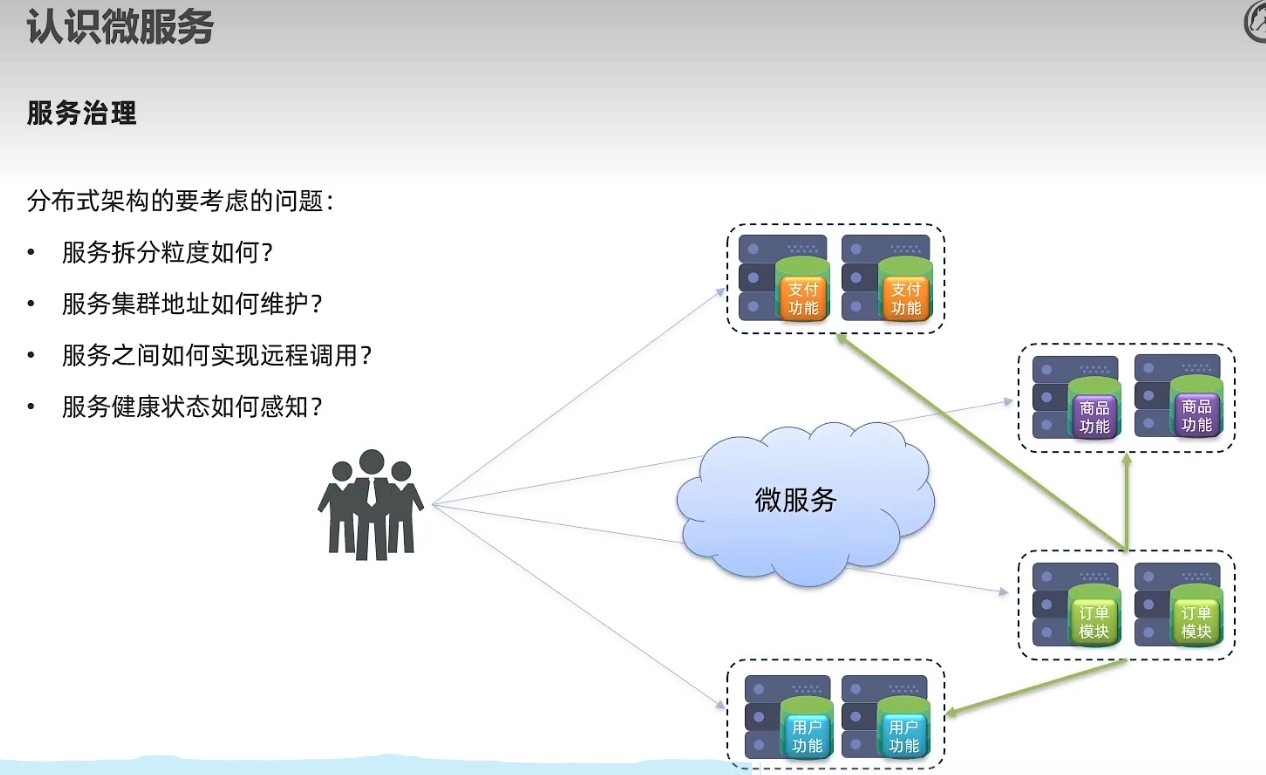 认识微服务
服务治理
分布式架构的要考虑的问题：
• 服务拆分粒度如何？
• 服务集群地址如何维护？
• 服务之间如何实现远程调用？
• 服务健康状态如何感知？
支付
功能
支付
功能
商品
功能
商品
功能
微服务
订单
模块
订单
模块
用户
功能
用户
功能